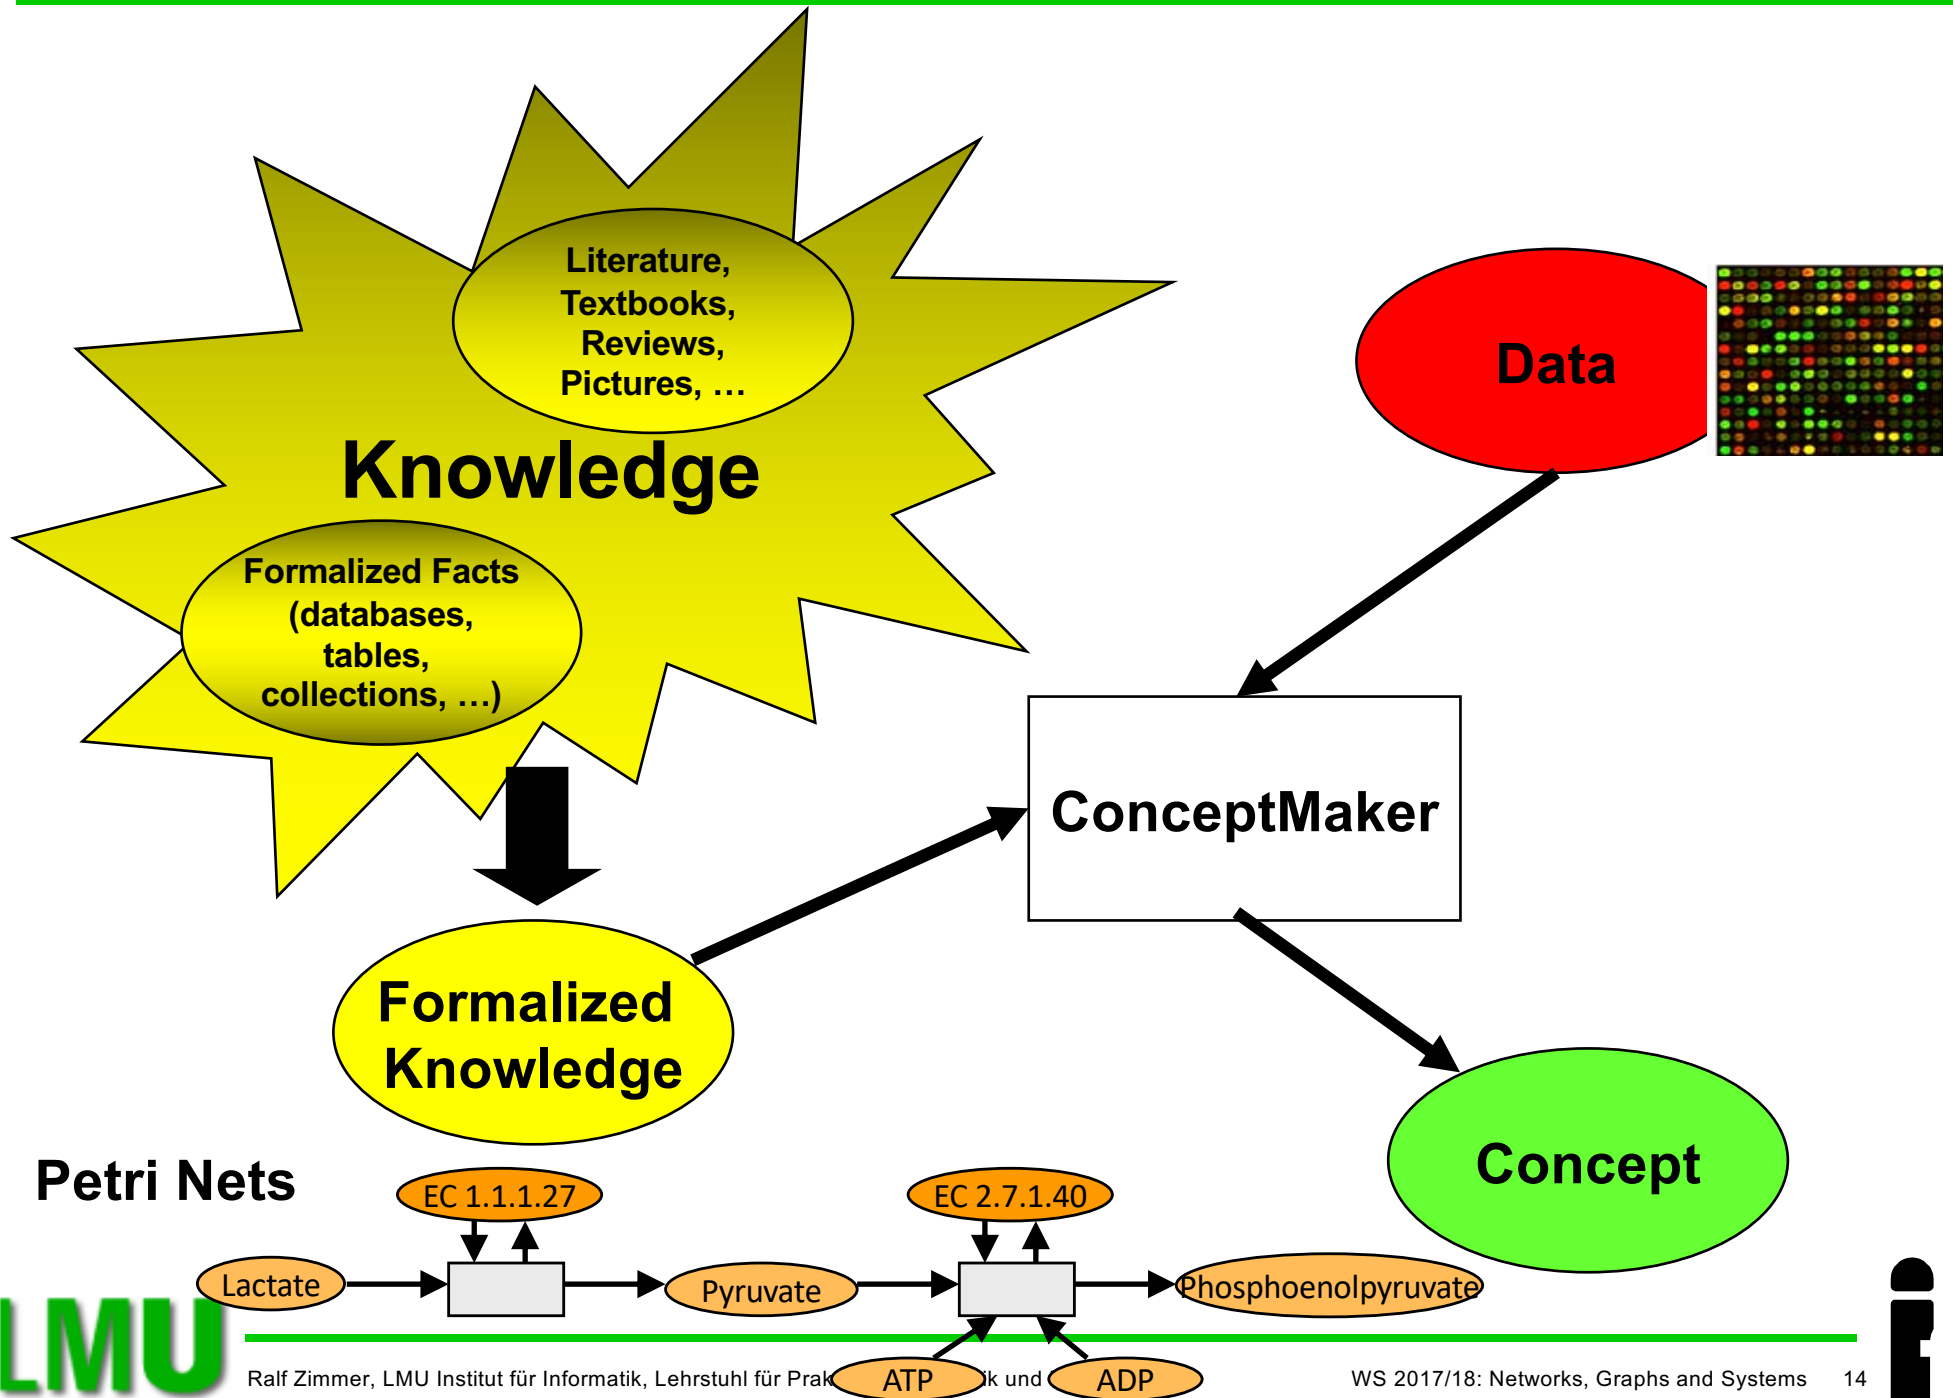 Literature,
Textbooks,
Reviews,
Pictures, …
Knowledge
Formalized Facts
(databases,
tables,
collections, …)
Data
ConceptMaker
Formalized
Knowledge
Concept
Petri Nets
EC 1.1.1.27
EC 2.7.1.40
Lactate
Pyruvate
Phosphoenolpyruvate
ATP
ADP
LMU
Ralf Zimmer, LMU Institut für Informatik, Lehrstuhl für und
WS 2017/18: Networks, Graphs and Systems 14